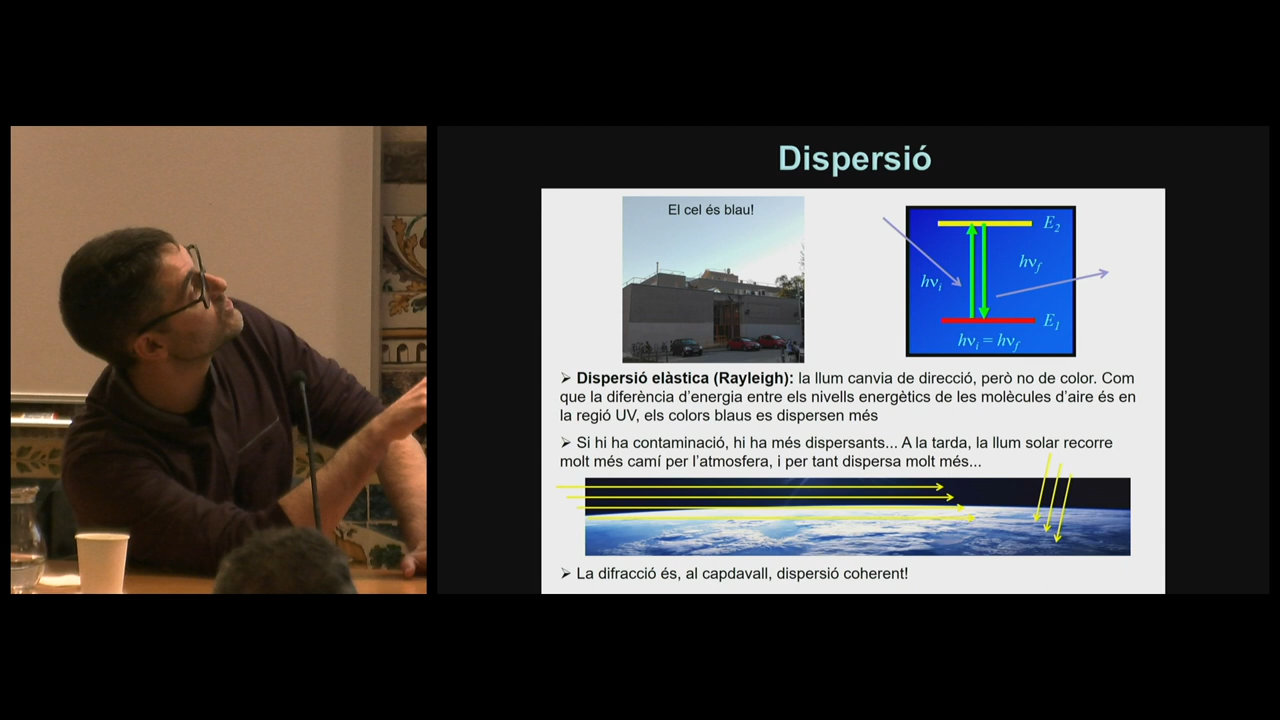 Dispersió
El cel és blau!
E2
hνi
hνf
E1
hνi = hνf
➢ Dispersió elàstica (Rayleigh): la llum canvia de direcció, però no de color. Com
que la diferència d’energia entre els nivells energètics de les molècules d’aire és en
la regió UV, els colors blaus es dispersen més
➢ Si hi ha contaminació, hi ha més dispersants... A la tarda, la llum solar recorre
molt més camí per l’atmosfera, i per tant dispersa molt més...
➢ La difracció és, al capdavall, dispersió coherent!